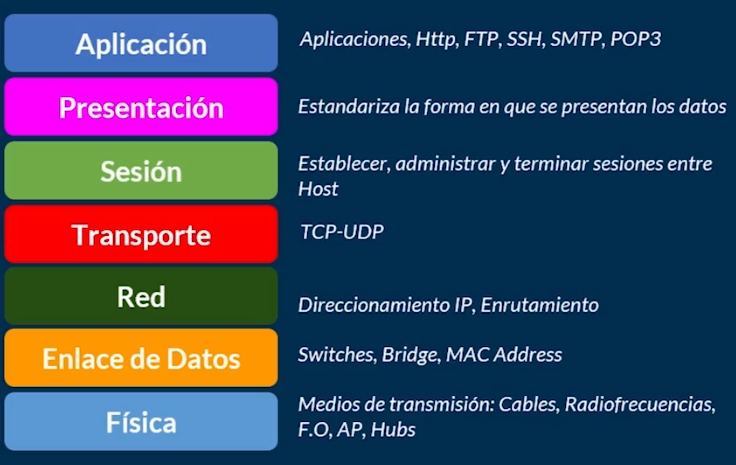 Aplicación
Aplicaciones, Http, FTP, SSH, SMTP, POP3
Presentación
Estandariza la forma en que se presentan los datos
Sesión
Establecer, administrar y terminar sesiones entre
Host
Transporte
TCP-UDP
Red
Direccionamiento IP, Enrutamiento
Enlace de Datos
Switches, Bridge, MAC Address
Física
Medios de transmisión: Cables, Radiofrecuencias,
F.O, AP, Hubs